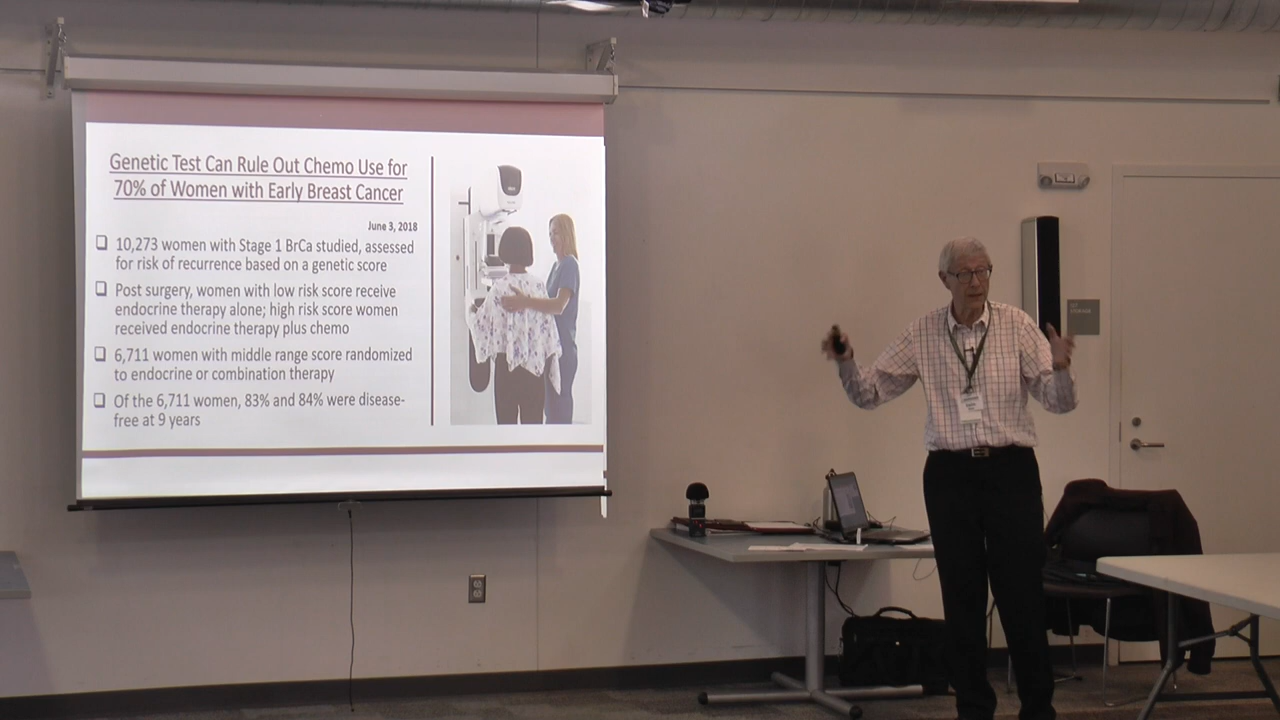 Genetic Test Can Rule Out Chemo Use for
70% of Women with Early Breast Cancer
June 3, 2018
10,273 women with Stage 1 BrCa studied, assessed
for risk of recurrence based on a genetic score
Post surgery, women with low risk score receive
endocrine therapy alone; high risk score women
received endocrine therapy plus chemo
6,711 women with middle range score randomized
to endocrine or combination therapy
Of the 6,711 women, 83% and 84% were disease-
free at 9 years